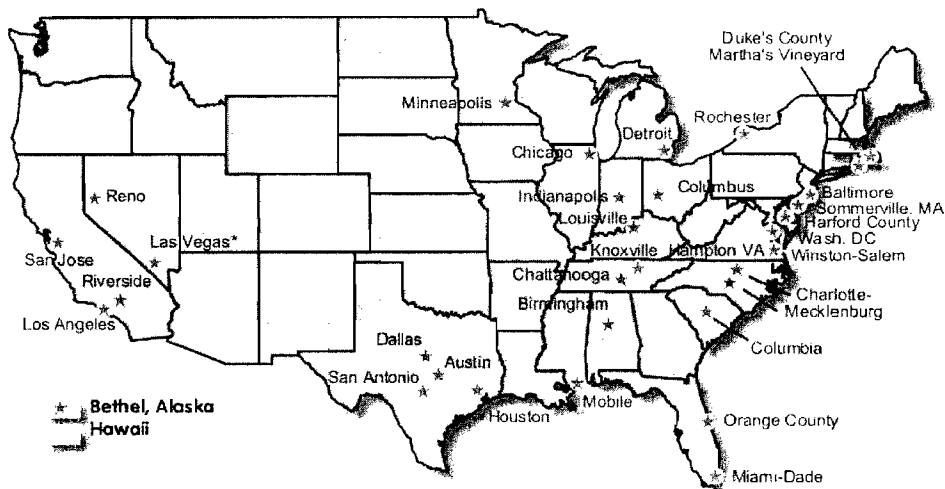 Duke's County
Martha's Vineyard
Minneapolis
Rochester
Detroit
Chicago
Reno
Indianapolis
Columbus
Baltimore
Sommerville, MA
Louisville
Harford County
Las Vegas*
Wash. DC
San Jose
Knoxville
Hampton VA
Winston-Salem
Riverside
Chattanooga
Birmingham
Charlotte-
Mecklenburg
Los Angeles
Dallas
Austin
Columbia
San Antonio
Mobile
Bethel, Alaska
Houston
Orange County
Hawaii
Miami-Dade